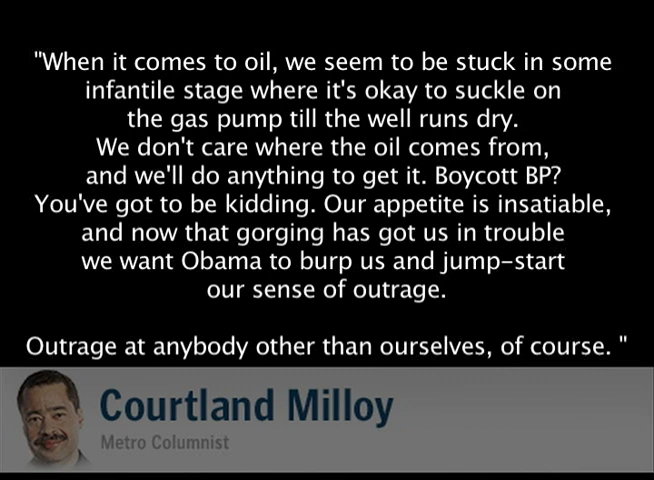 "When it comes to oil, we seem to be stuck in some
infantile stage where it's okay to suckle on
the gas pump till the well runs dry.
We don't care where the oil comes from,
and we'll do anything to get it. Boycott BP?
You've got to be kidding. Our appetite is insatiable,
and now that gorging has got us in trouble
we want Obama to burp us and jump-start
our sense of outrage.
Outrage at anybody other than ourselves, of course. "
Courtland Milloy
Metro Columnist